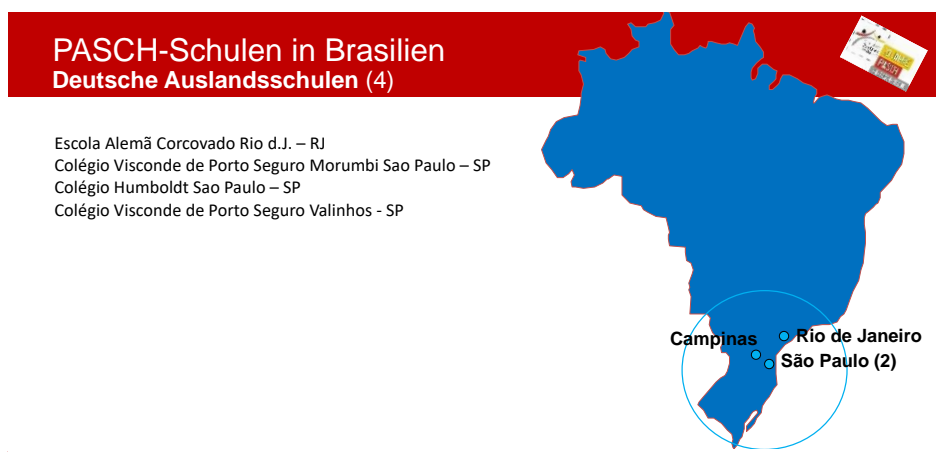 PASCH-Schulen in Brasilien
Deutsche Auslandsschulen (4)
Escola Alemã Corcovado Rio d.J. – RJ
Colégio Visconde de Porto Seguro Morumbi Sao Paulo – SP
Colégio Humboldt Sao Paulo – SP
Colégio Visconde de Porto Seguro Valinhos - SP
Campinas
Rio de Janeiro
São Paulo (2)
PASCH